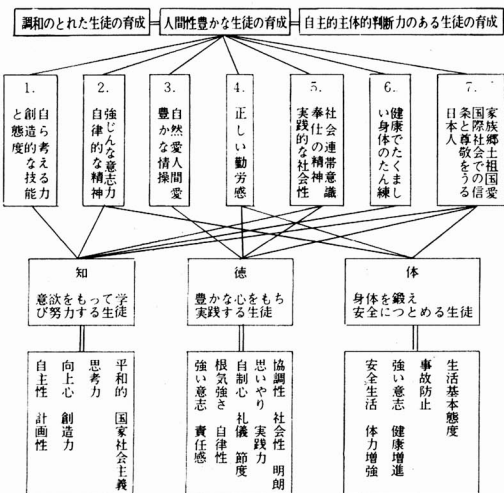 調和のとれた生徒の育成
人間性豊かな生徒の育成
自主的主体的判断力のある生徒の育成
1.
自ら考える力
創造的な技能
と態度
2.
強じんな意志力
自律的な精神
3.
自然愛人間愛
豊かな情操
4.
正しい勤労感
5.
社会連帯意識
奉仕の精神
実践的な社会性
6.
健康でたくまし
い身体のたん練
7.
家族郷土祖国愛
国際社会での信
条と尊敬をうる
日本人
知
意欲をもって学
び努力する生徒
徳
豊かな心をもち
実践する生徒
体
身体を鍛え
安全につとめる生徒
平和的 国家社会主義
思考力
向上心 創造力
自主性 計画性
協調性 社会性 明朗
思いやり 実践力
自制心 礼儀 節度
根気強さ 自律性
強い意志 責任感
生活基本態度
事故防止
強い意志 健康増進
安全生活 体力増強